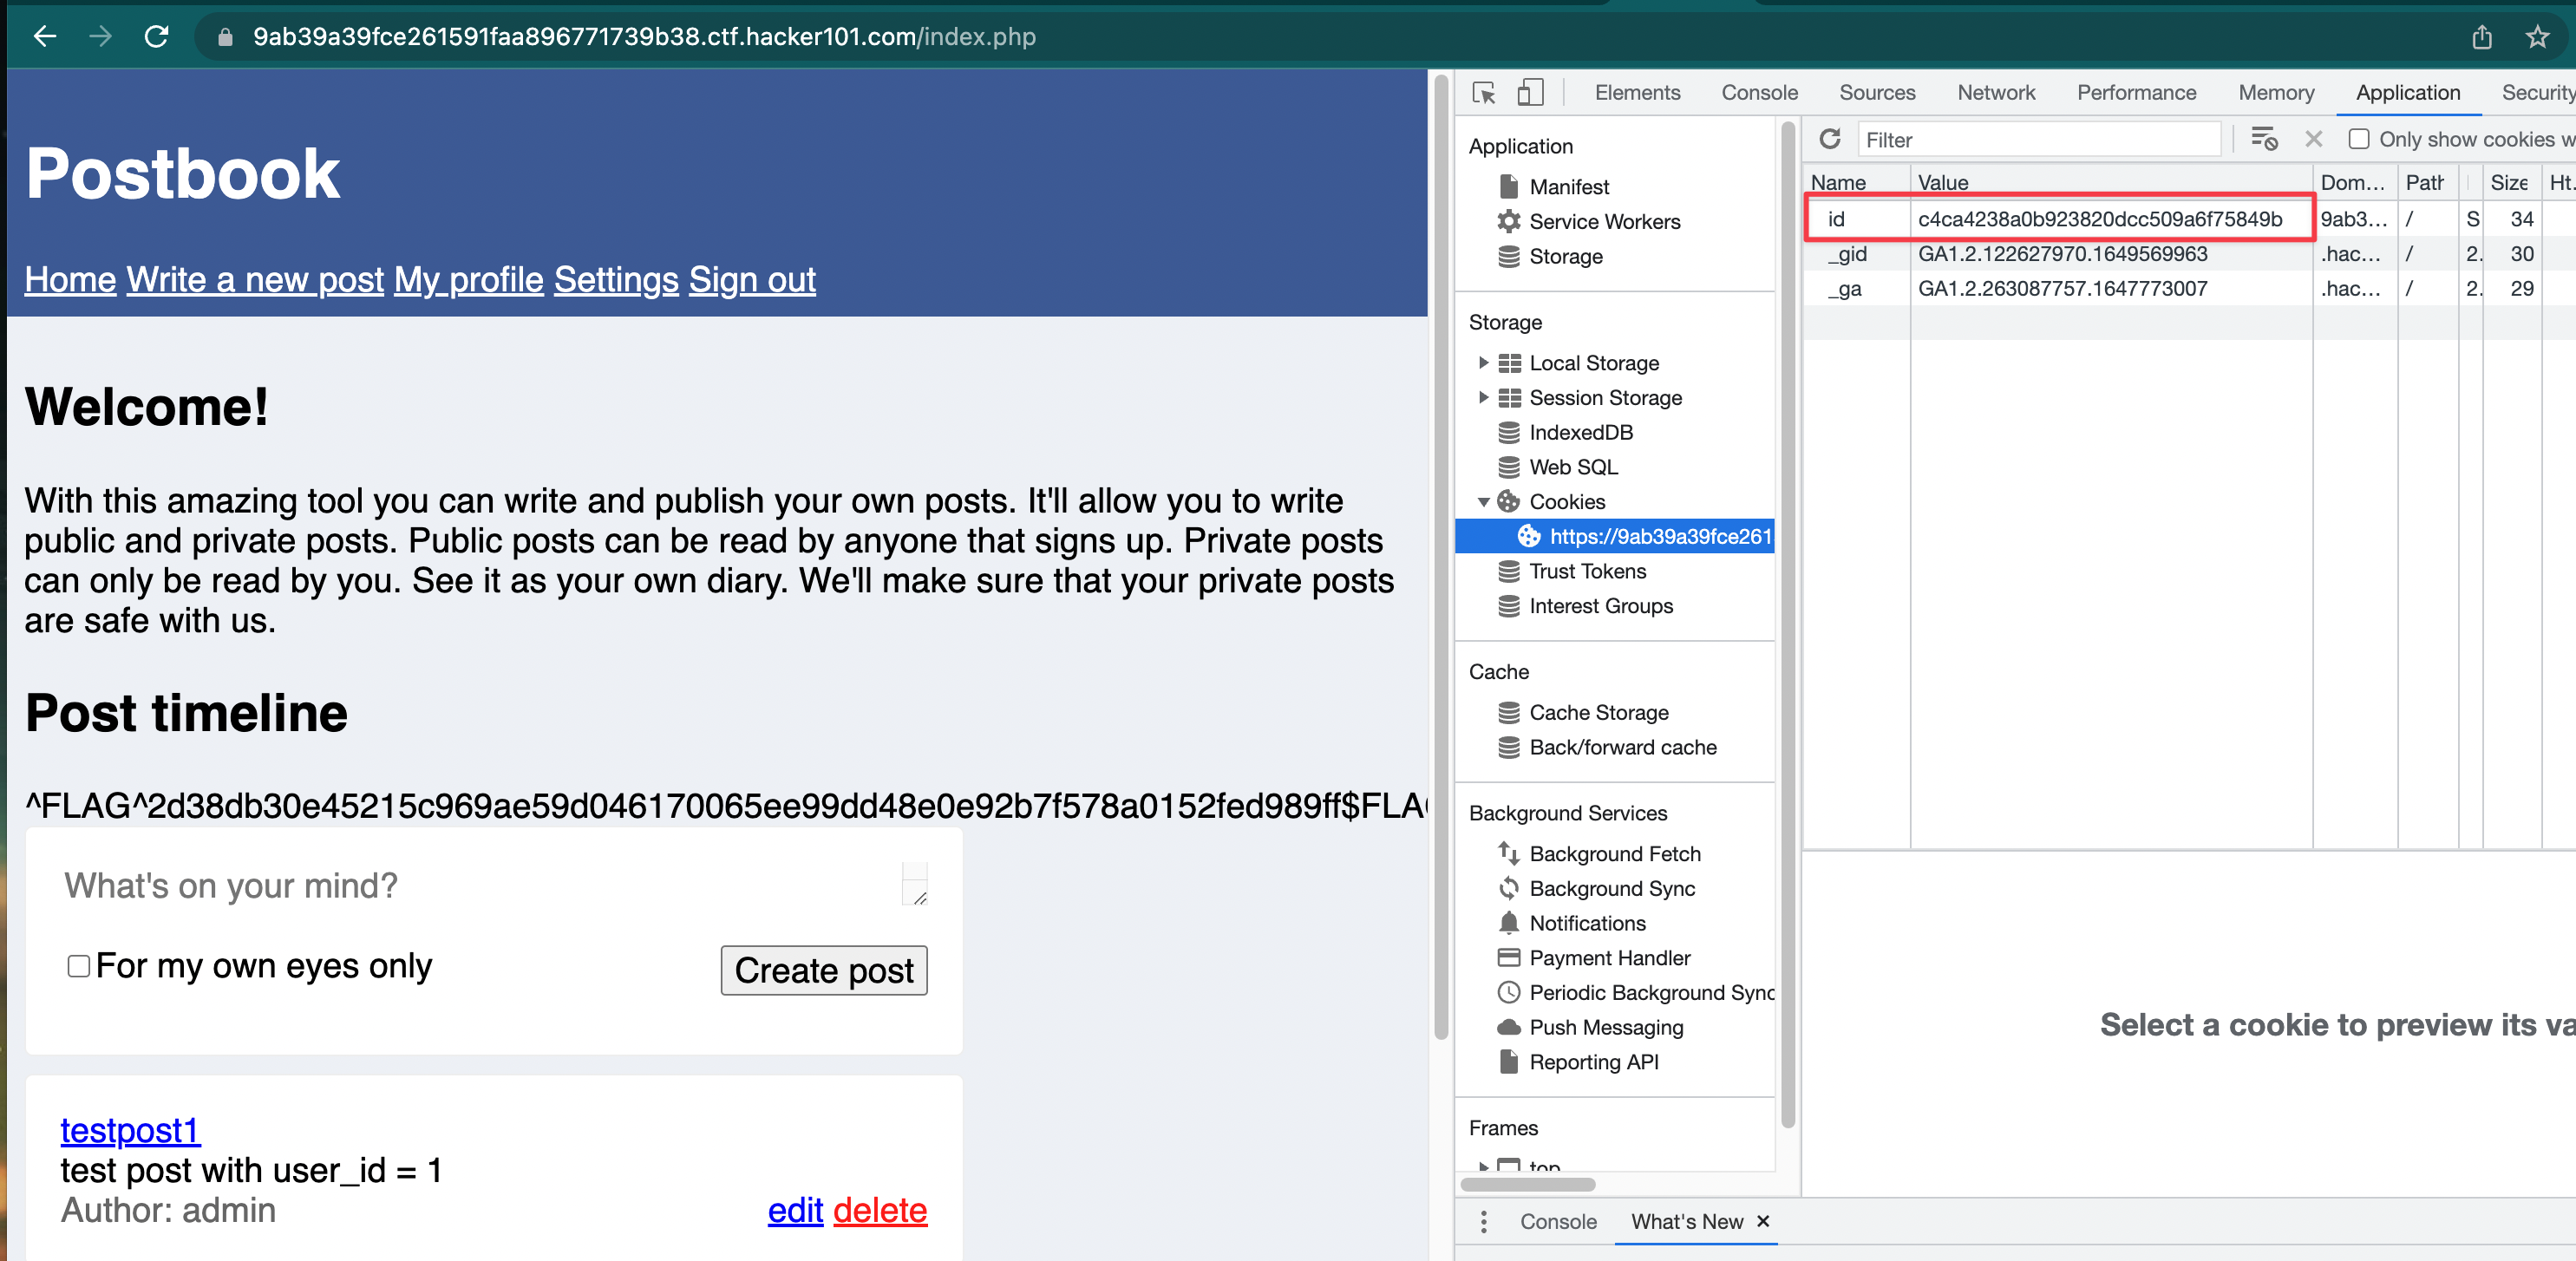 9ab39a39fce261591faa896771739b38.ctf.hacker101.com/index.php
Postbook
Home Write a new post My profile Settings Sign out
Welcome!
With this amazing tool you can write and publish your own posts. It'll allow you to write
public and private posts. Public posts can be read by anyone that signs up. Private posts
can only be read by you. See it as your own diary. We'll make sure that your private posts
are safe with us.
Post timeline
^FLAG^2d38db30e45215c969ae59d046170065ee99dd48e0e92b7f578a0152fed989ff$FLA
What's on your mind?
For my own eyes only
Create post
testpost1
test post with user_id = 1
Author: admin
edit delete
Elements Console Sources Network Performance Memory Application Security
Application
Manifest
Service Workers
Storage
Storage
Local Storage
Session Storage
IndexedDB
Web SQL
Cookies
https://9ab39a39fce261
Trust Tokens
Interest Groups
Cache
Cache Storage
Back/forward cache
Background Services
Background Fetch
Background Sync
Notifications
Payment Handler
Periodic Background Sync
Push Messaging
Reporting API
Frames
top
Filter
Only show cookies w
Name Value Dom... Path Size Ht.
id c4ca4238a0b923820dcc509a6f75849b 9ab3... / S 34
_gid GA1.2.122627970.1649569963 .hac... / 2. 30
_ga GA1.2.263087757.1647773007 .hac... / 2. 29
Select a cookie to preview its va
Console What's New ×